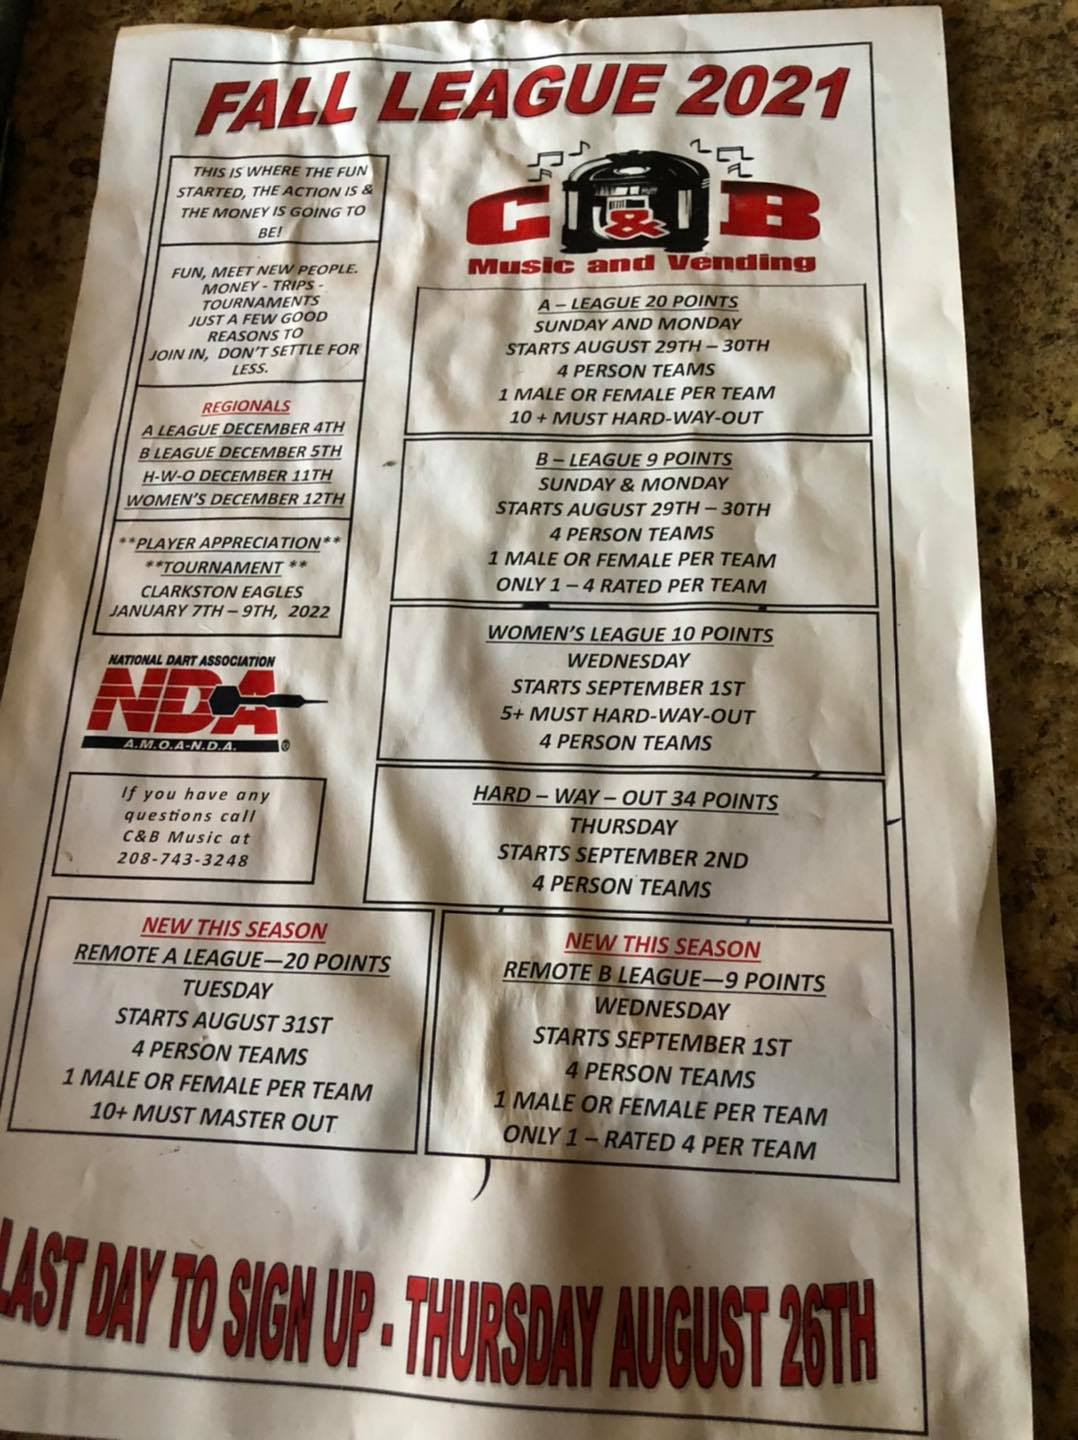 FALL LEAGUE 2021
THIS IS WHERE THE FUN
STARTED, THE ACTION IS &
THE MONEY IS GOING TO
BE!
FUN, MEET NEW PEOPLE.
MONEY - TRIPS -
TOURNAMENTS
JUST A FEW GOOD
REASONS TO
JOIN IN, DON'T SETTLE FOR
LESS.
REGIONALS
A LEAGUE DECEMBER 4TH
B LEAGUE DECEMBER 5TH
H-W-O DECEMBER 11TH
WOMEN'S DECEMBER 12TH
**PLAYER APPRECIATION**
**TOURNAMENT **
CLARKSTON EAGLES
JANUARY 7TH – 9TH, 2022
NATIONAL DART ASSOCIATION
NDA
A.M.O.A-N.D.A. ®
If you have any
questions call
C&B Music at
208-743-3248
C&B
Music and Vending
A – LEAGUE 20 POINTS
SUNDAY AND MONDAY
STARTS AUGUST 29TH – 30TH
4 PERSON TEAMS
1 MALE OR FEMALE PER TEAM
10 + MUST HARD-WAY-OUT
B – LEAGUE 9 POINTS
SUNDAY & MONDAY
STARTS AUGUST 29TH – 30TH
4 PERSON TEAMS
1 MALE OR FEMALE PER TEAM
ONLY 1 – 4 RATED PER TEAM
WOMEN'S LEAGUE 10 POINTS
WEDNESDAY
STARTS SEPTEMBER 1ST
5+ MUST HARD-WAY-OUT
4 PERSON TEAMS
HARD – WAY – OUT 34 POINTS
THURSDAY
STARTS SEPTEMBER 2ND
4 PERSON TEAMS
NEW THIS SEASON
REMOTE A LEAGUE—20 POINTS
TUESDAY
STARTS AUGUST 31ST
4 PERSON TEAMS
1 MALE OR FEMALE PER TEAM
10+ MUST MASTER OUT
NEW THIS SEASON
REMOTE B LEAGUE—9 POINTS
WEDNESDAY
STARTS SEPTEMBER 1ST
4 PERSON TEAMS
1 MALE OR FEMALE PER TEAM
ONLY 1 – RATED 4 PER TEAM
LAST DAY TO SIGN UP - THURSDAY AUGUST 26TH